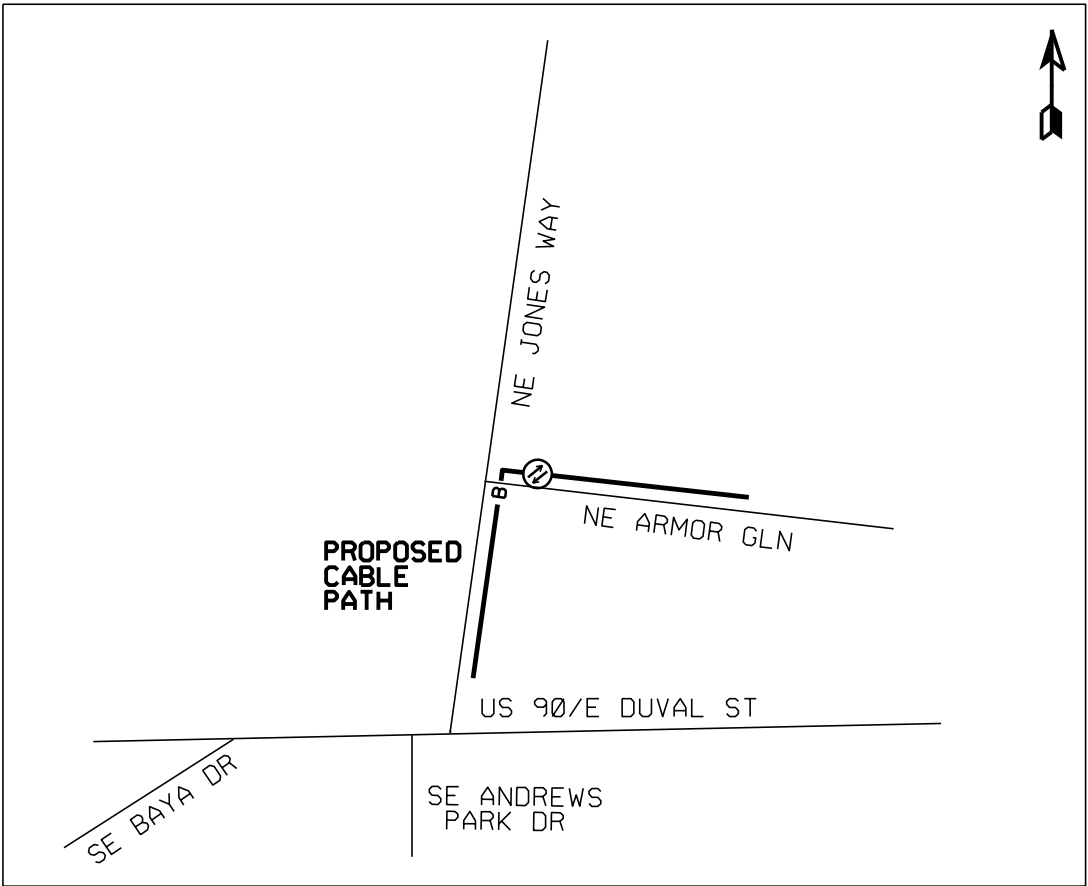 NE JONES WAY
B
NE ARMOR GLN
PROPOSED
CABLE
PATH
US 90/E DUVAL ST
SE BAYA DR
SE ANDREWS
PARK DR